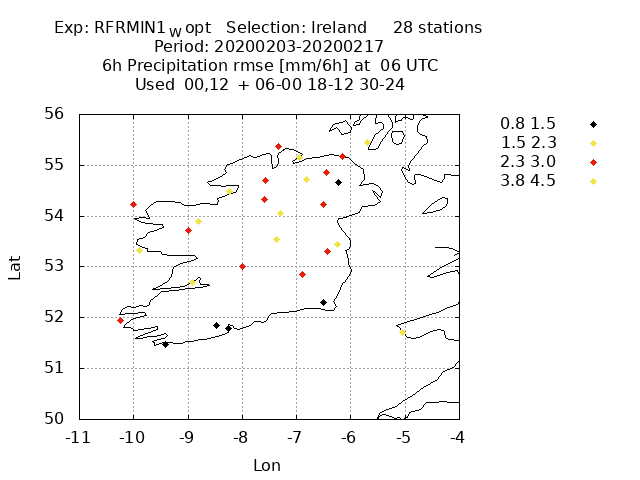 Exp: RFRMIN1wopt Selection: Ireland 28 stations
Period: 20200203-20200217
6h Precipitation rmse [mm/6h] at 06 UTC
Used 00,12 + 06-00 18-12 30-24
0.8 1.5
1.5 2.3
2.3 3.0
3.8 4.5
56
55
54
53
52
51
50
Lat
-11 -10 -9 -8 -7 -6 -5 -4
Lon